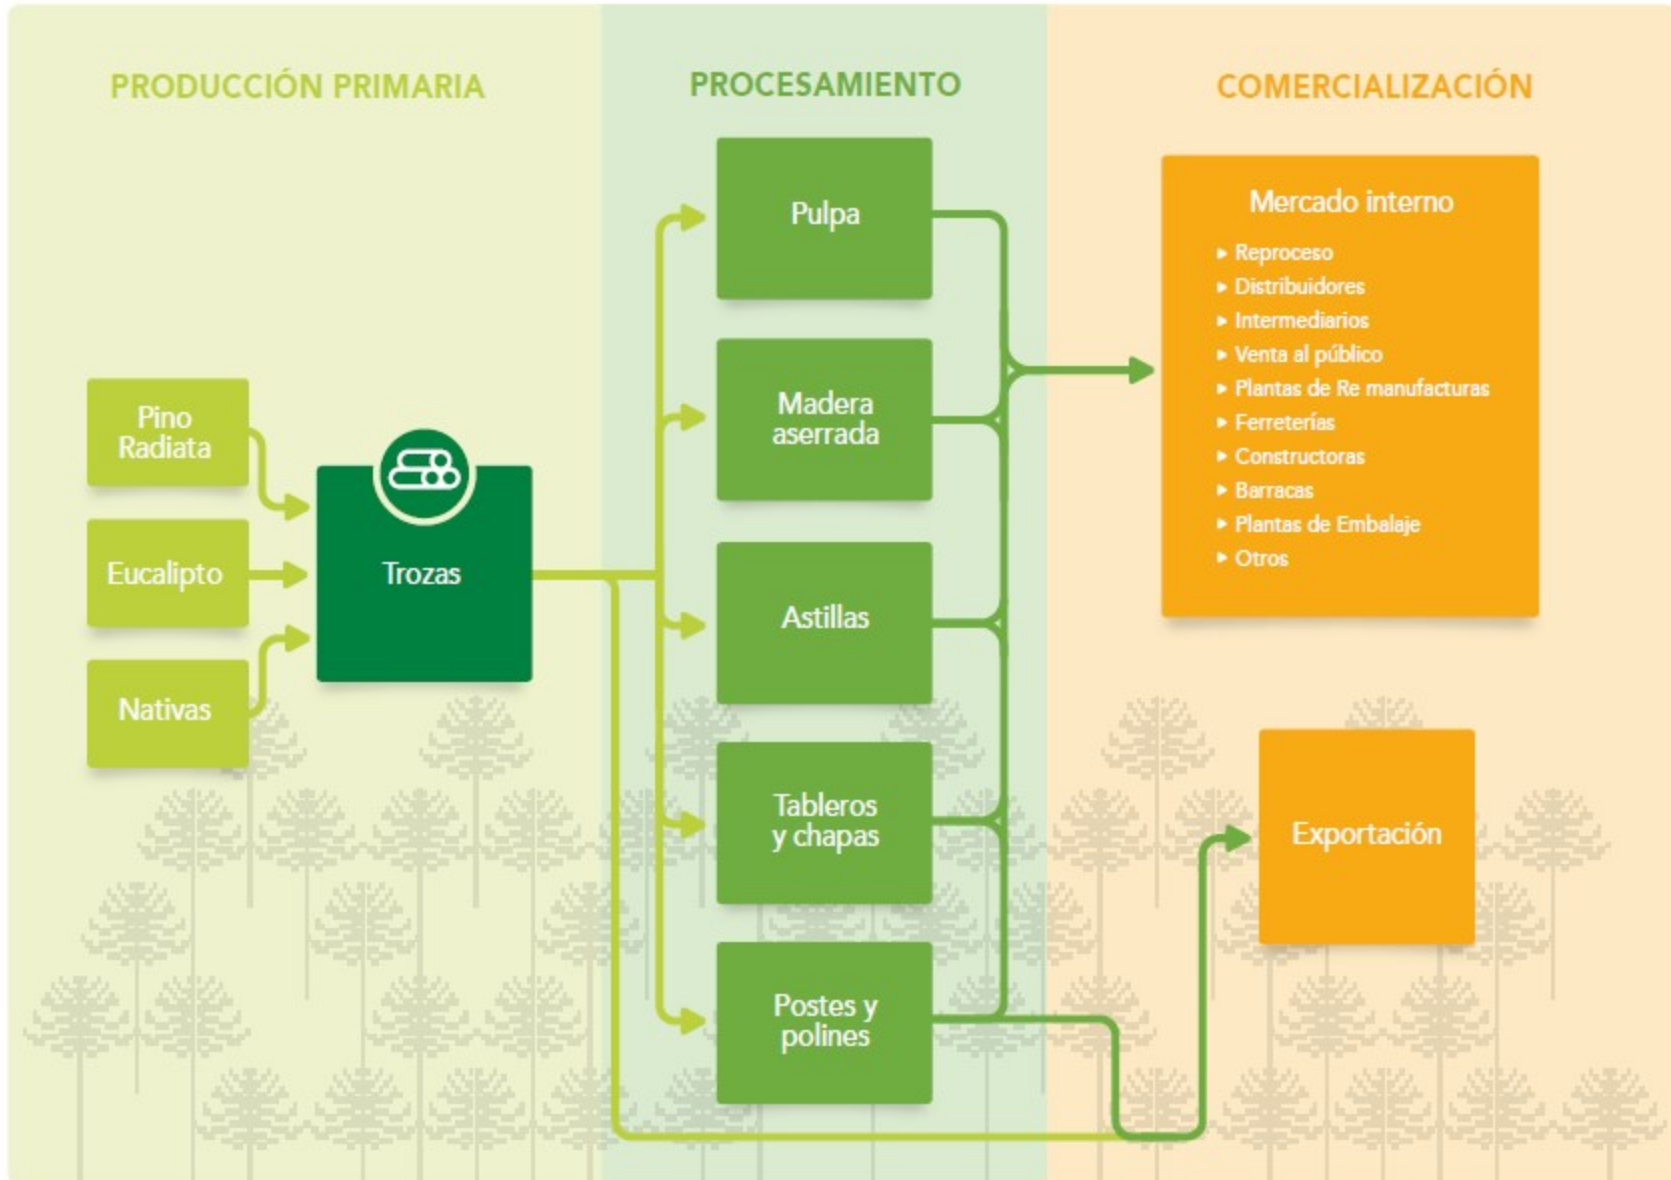 PRODUCCIÓN PRIMARIA
PROCESAMIENTO
COMERCIALIZACIÓN
Pino
Radiata
Eucalipto
Nativas
Trozas
Pulpa
Madera
aserrada
Astillas
Tableros
y chapas
Postes y
polines
Mercado interno
Reproceso
Distribuidores
Intermediarios
Venta al público
Plantas de Re manufacturas
Ferreterías
Constructoras
Barracas
Plantas de Embalaje
Otros
Exportación